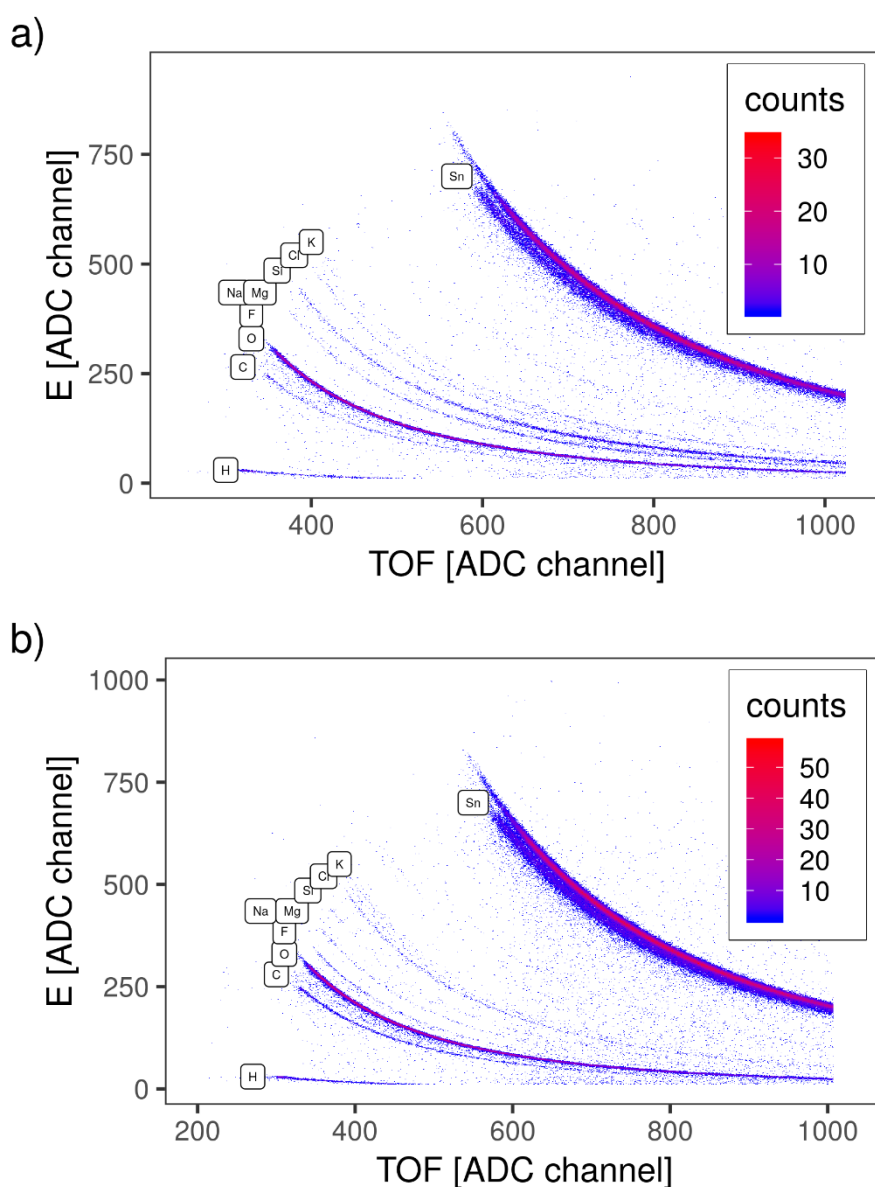 a)
counts
30
20
10
E [ADC channel]
750
500
250
0
Sn
K
Cl
Si
Na
Mg
F
O
C
H
400
600
800
1000
TOF [ADC channel]
b)
counts
50
40
30
20
10
E [ADC channel]
1000
750
500
250
0
Sn
K
Cl
Si
Na
Mg
F
O
C
H
200
400
600
800
1000
TOF [ADC channel]